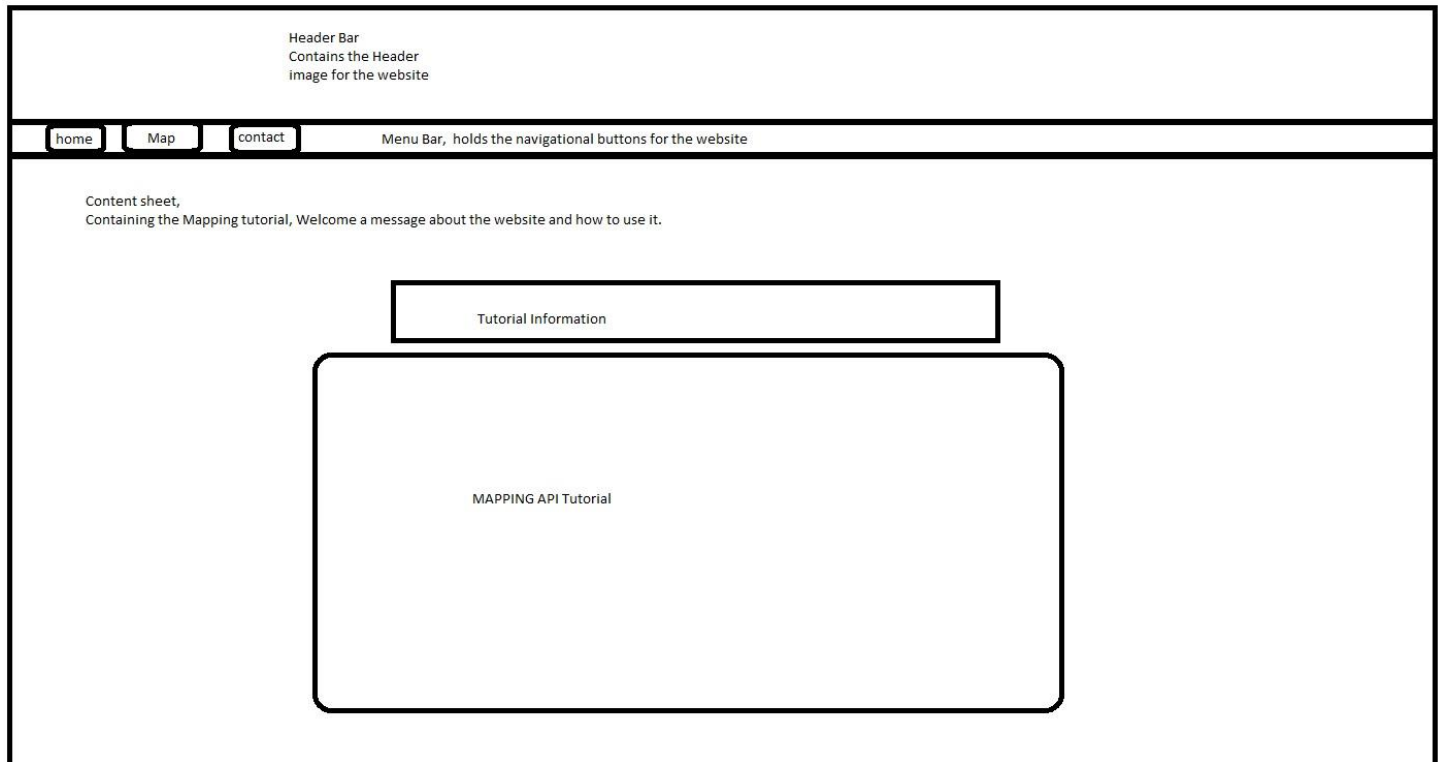 Header Bar
Contains the Header
image for the website
home
Map
contact
Menu Bar, holds the navigational buttons for the website
Content sheet,
Containing the Mapping tutorial, Welcome a message about the website and how to use it.
Tutorial Information
MAPPING API Tutorial